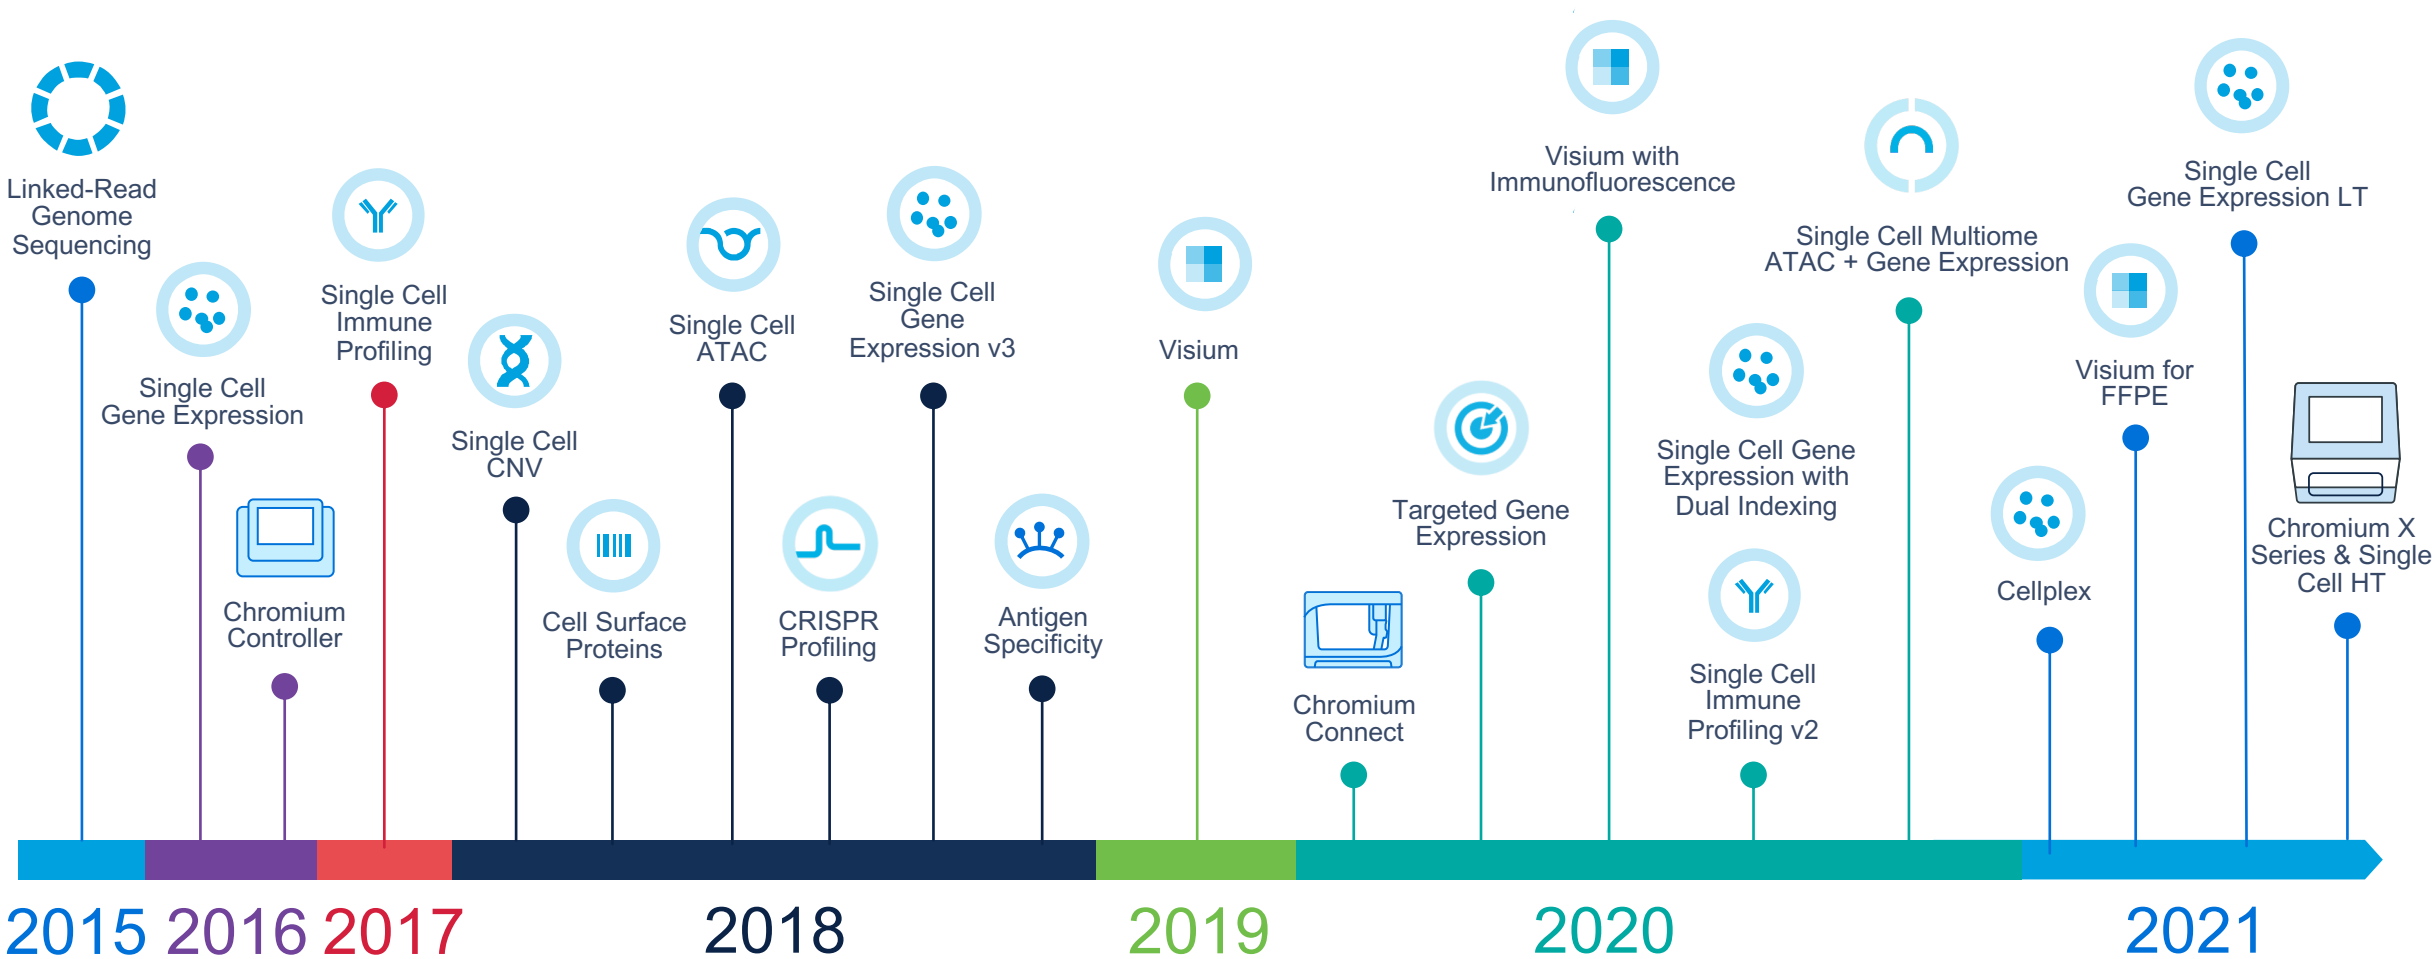 Linked-Read
Genome
Sequencing
Single Cell
Gene Expression
Chromium
Controller
Single Cell
Immune
Profiling
Single Cell
CNV
Cell Surface
Proteins
Single Cell
ATAC
CRISPR
Profiling
Single Cell
Gene
Expression v3
Antigen
Specificity
Visium
Chromium
Connect
Targeted Gene
Expression
Visium with
Immunofluorescence
Single Cell Gene
Expression with
Dual Indexing
Single Cell
Immune
Profiling v2
Single Cell Multiome
ATAC + Gene Expression
Cellplex
Visium for
FFPE
Single Cell
Gene Expression LT
Chromium X
Series & Single
Cell HT
2015
2016
2017
2018
2019
2020
2021